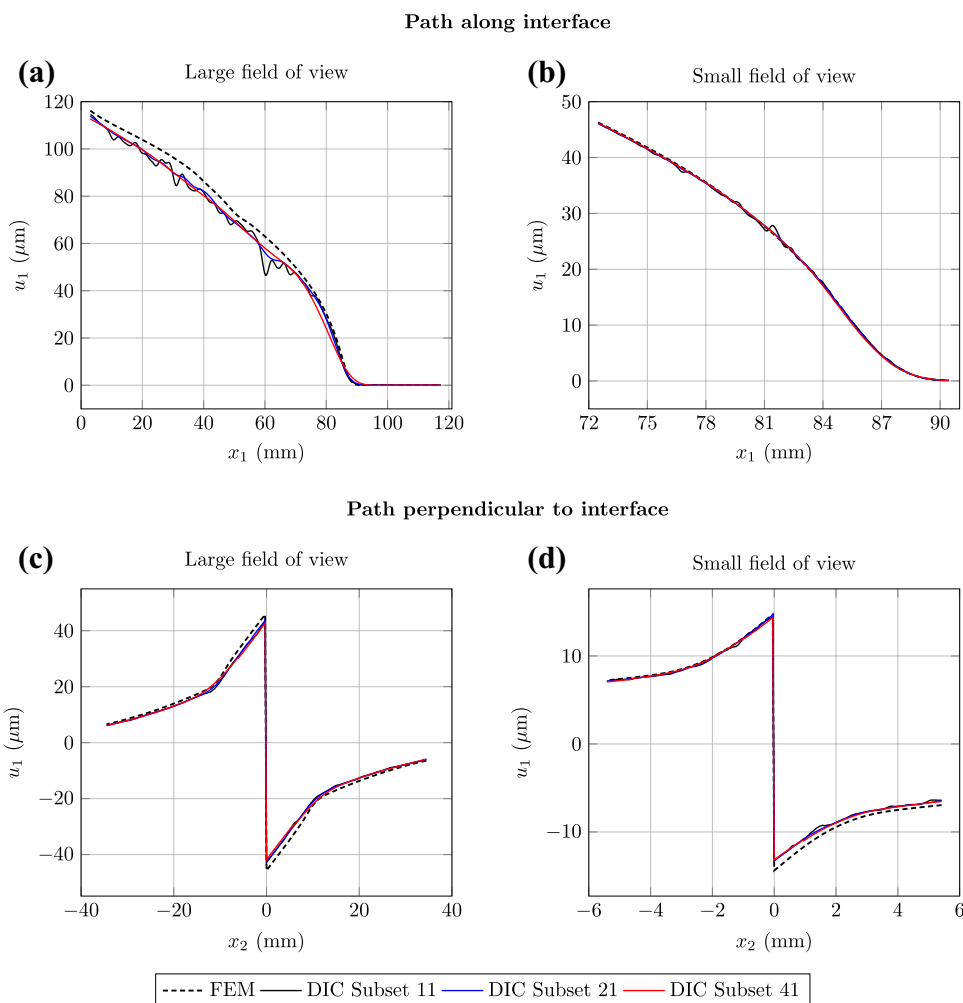 Path along interface
(a) Large field of view
120
100
80
60
40
20
0
u1 (μm)
0 20 40 60 80 100 120
x1 (mm)
(b) Small field of view
50
40
30
20
10
0
u1 (μm)
72 75 78 81 84 87 90
x1 (mm)
Path perpendicular to interface
(c) Large field of view
40
20
0
−20
−40
u1 (μm)
−40 −20 0 20 40
x2 (mm)
(d) Small field of view
10
0
−10
u1 (μm)
−6 −4 −2 0 2 4 6
x2 (mm)
FEM DIC Subset 11 DIC Subset 21 DIC Subset 41